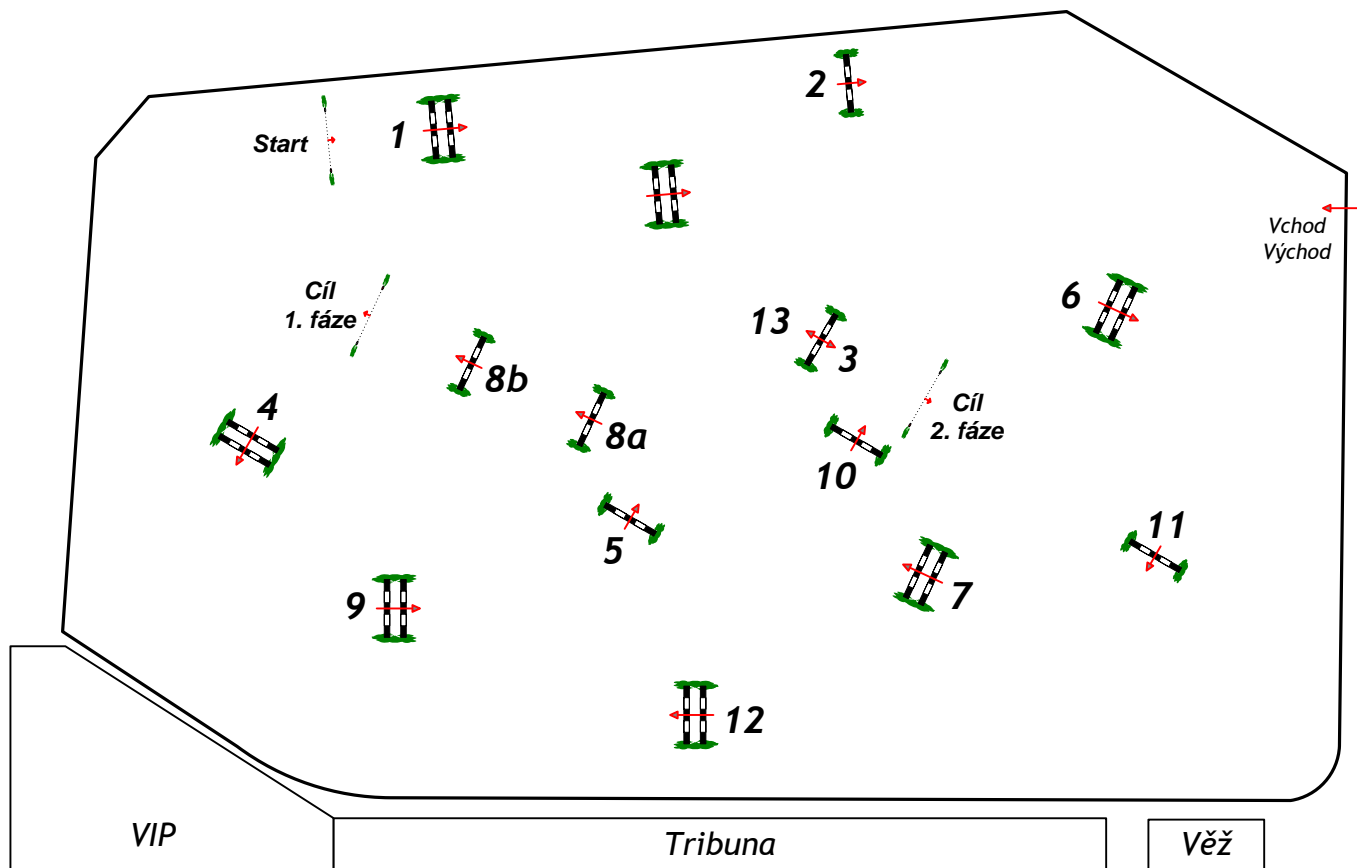 2
1
Start
Vchod
Východ
Cíl
1. fáze
6
13
3
8b
4
8a
Cíl
2. fáze
10
5
11
9
7
12
VIP
Tribuna
Věž